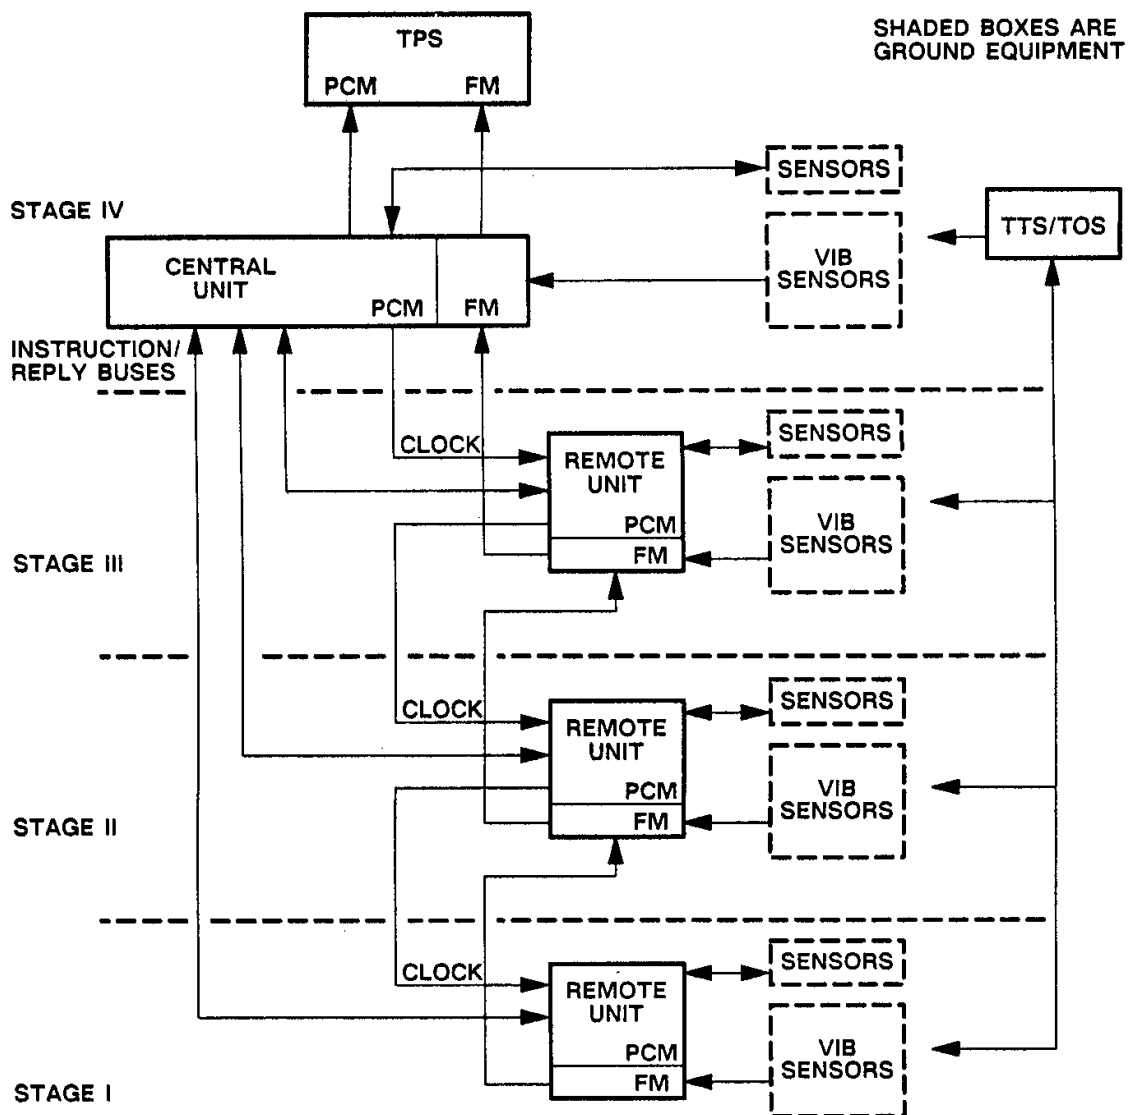 TPS
PCM FM
SHADED BOXES ARE
GROUND EQUIPMENT
SENSORS
STAGE IV
TTS/TOS
VIB
SENSORS
CENTRAL
UNIT
PCM FM
INSTRUCTION/
REPLY BUSES
SENSORS
CLOCK
REMOTE
UNIT
PCM
FM
VIB
SENSORS
STAGE III
SENSORS
CLOCK
REMOTE
UNIT
PCM
FM
VIB
SENSORS
STAGE II
SENSORS
CLOCK
REMOTE
UNIT
PCM
FM
VIB
SENSORS
STAGE I